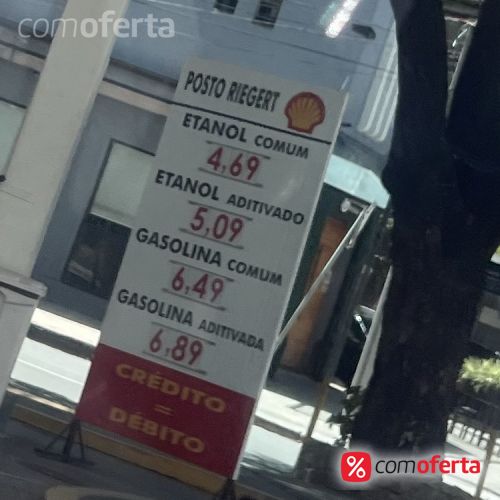 comoferta
POSTO RIEGERT
ETANOL COMUM
4,69
ETANOL ADITIVADO
5,09
GASOLINA COMUM
6,49
GASOLINA ADITIVADA
6,89
CRÉDITO
=
DÉBITO
% comoferta